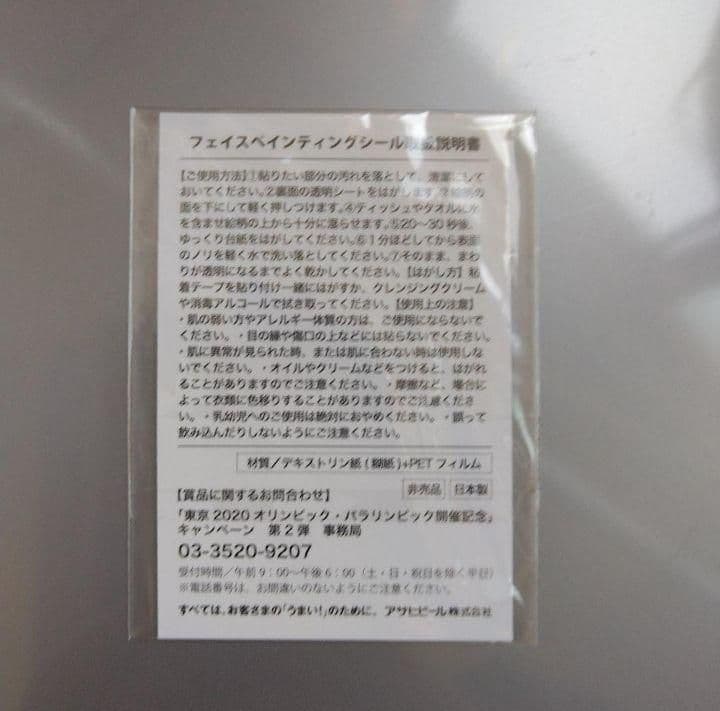 フェイスペインティングシール取扱説明書
【ご使用方法】①貼りたい部分の汚れを落として、清潔にして
おいてください。②裏面の透明シートをはがします。③絵柄の
面を下にして軽く押しつけます。④ティッシュやタオルに水
を含ませ絵柄の上から十分に湿らせます。⑤20〜30秒後、
ゆっくり台紙をはがしてください。⑥1分ほどしてから表面
のノリを軽く水で洗い落としてください。⑦そのまま、まわ
りが透明になるまでよく乾かしてください。【はがし方】粘
着テープを貼り付け一緒にはがすか、クレンジングクリーム
や消毒アルコールで拭き取ってください。【使用上の注意】
・肌の弱い方やアレルギー体質の方は、ご使用にならないで
ください。・目の縁や傷口の上などには貼らないでください。
・肌に異常が見られた時、または肌に合わない時は使用しな
いでください。・オイルやクリームなどをつけると、はがれ
ることがありますのでご注意ください。・摩擦など、場合に
よって衣類に色移りすることがありますのでご注意くださ
い。・乳幼児へのご使用は絶対におやめください。・誤って
飲み込んだりしないようにご注意ください。
材質／デキストリン紙(糊紙)+PETフィルム
非売品 日本製
【賞品に関するお問合わせ】
「東京2020オリンピック・パラリンピック開催記念」
キャンペーン 第2弾 事務局
03-3520-9207
受付時間／午前9：00〜午後6：00（土・日・祝日を除く平日）
※電話番号は、お間違いのないようにご注意ください。
すべては、お客さまの「うまい!」のために。 アサヒビール株式会社